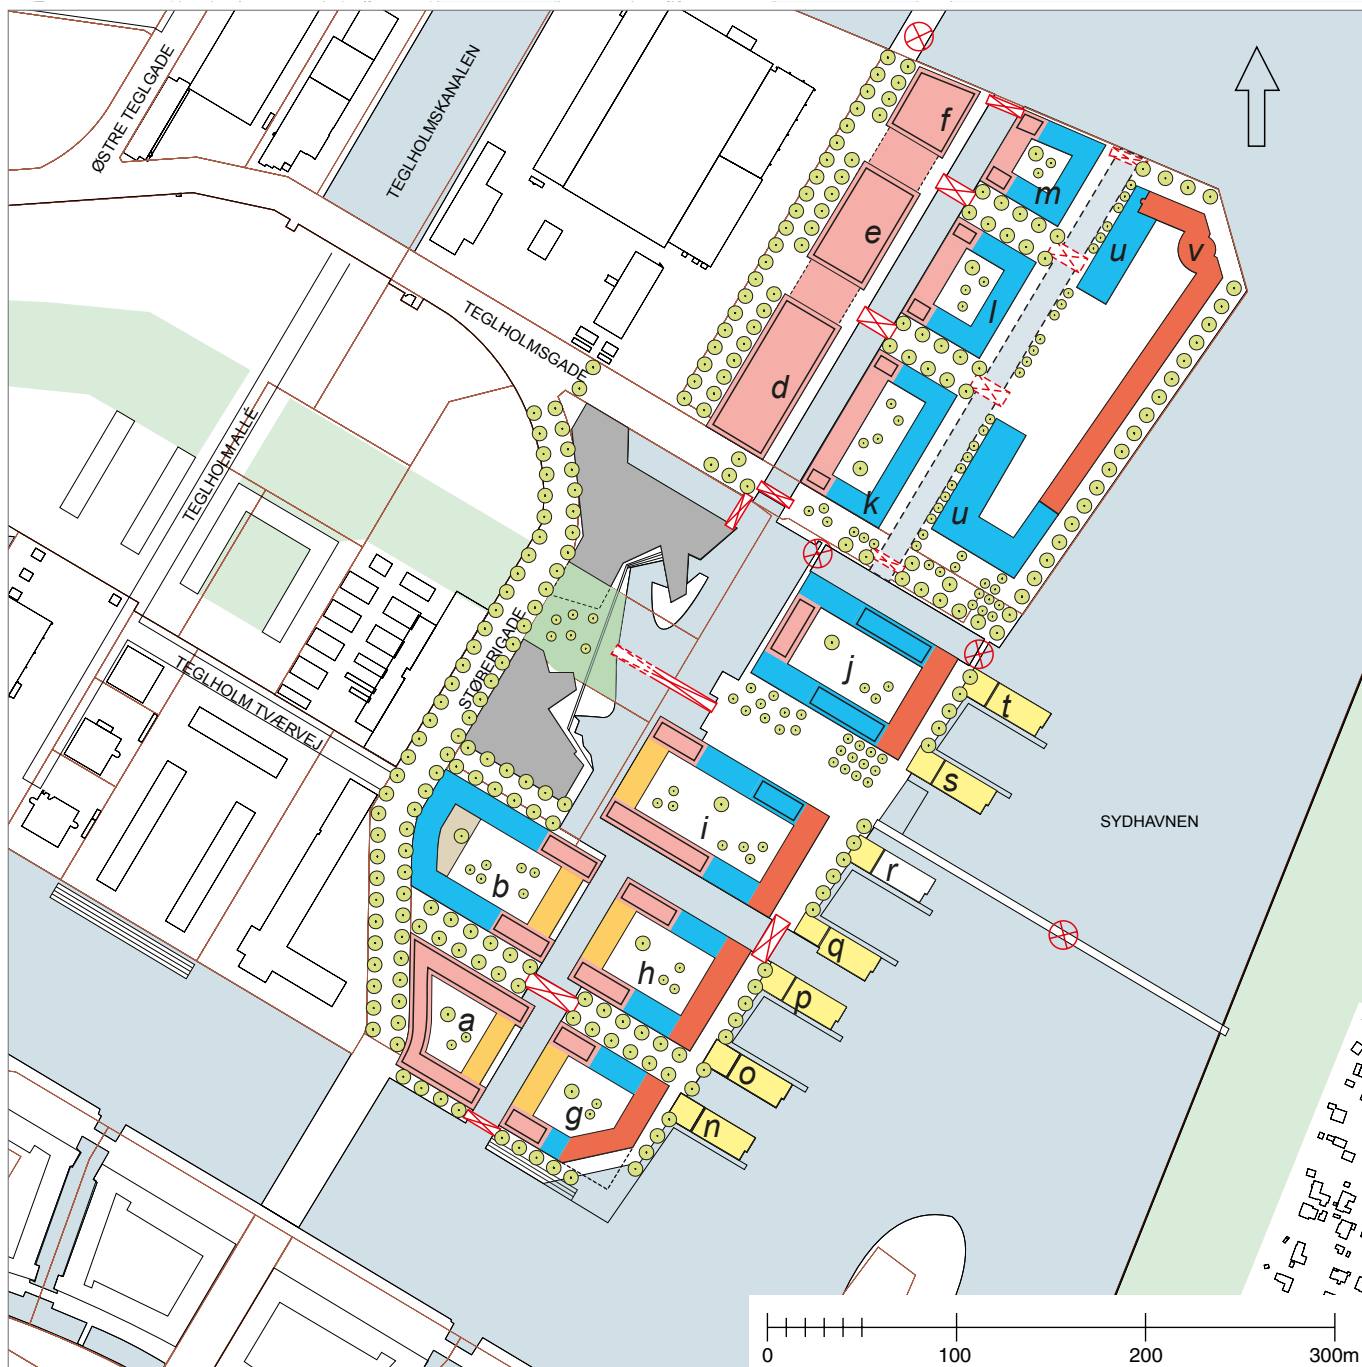 ØSTRE TEGLGADE
TEGLHOLMSKANALEN
f
m
u
v
e
l
TEGLHOLMSGADE
d
TEGLHOLM ALLÉ
k
u
STØBERIGADE
TEGLHOLM TVÆRVEJ
j
t
s
SYDHAVNEN
i
r
b
q
h
p
a
o
g
n
0 100 200 300m